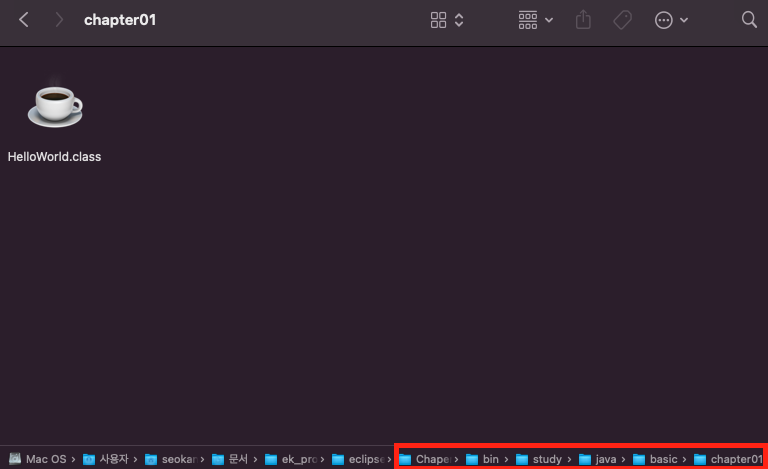 chapter01
HelloWorld.class
Mac OS › 사용자 › seokar › 문서 › ek_pro › eclipse › Chaper › bin › study › java › basic › chapter01